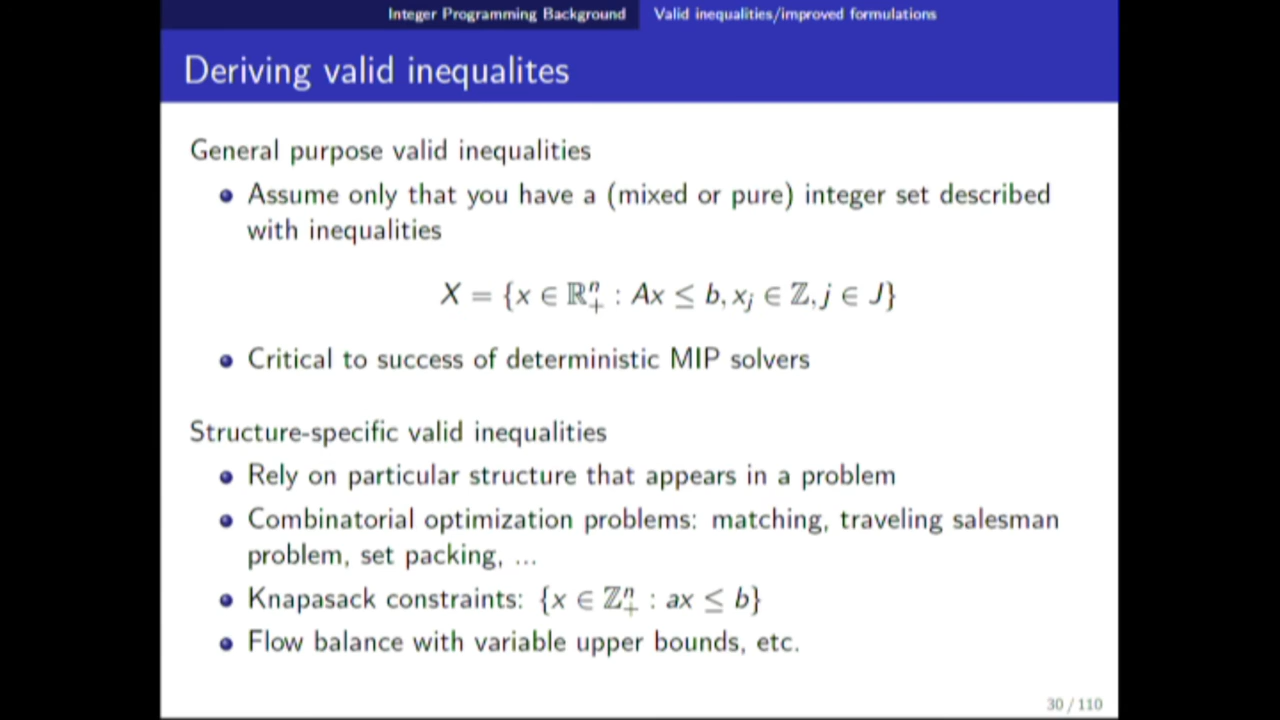 Integer Programming Background Valid inequalities/improved formulations
Deriving valid inequalites
General purpose valid inequalities
Assume only that you have a (mixed or pure) integer set described
with inequalities
X = {x ∈ ℝⁿ₊ : Ax ≤ b, xⱼ ∈ ℤ, j ∈ J}
Critical to success of deterministic MIP solvers
Structure-specific valid inequalities
Rely on particular structure that appears in a problem
Combinatorial optimization problems: matching, traveling salesman
problem, set packing, ...
Knapasack constraints: {x ∈ ℤⁿ₊ : ax ≤ b}
Flow balance with variable upper bounds, etc.
30 / 110